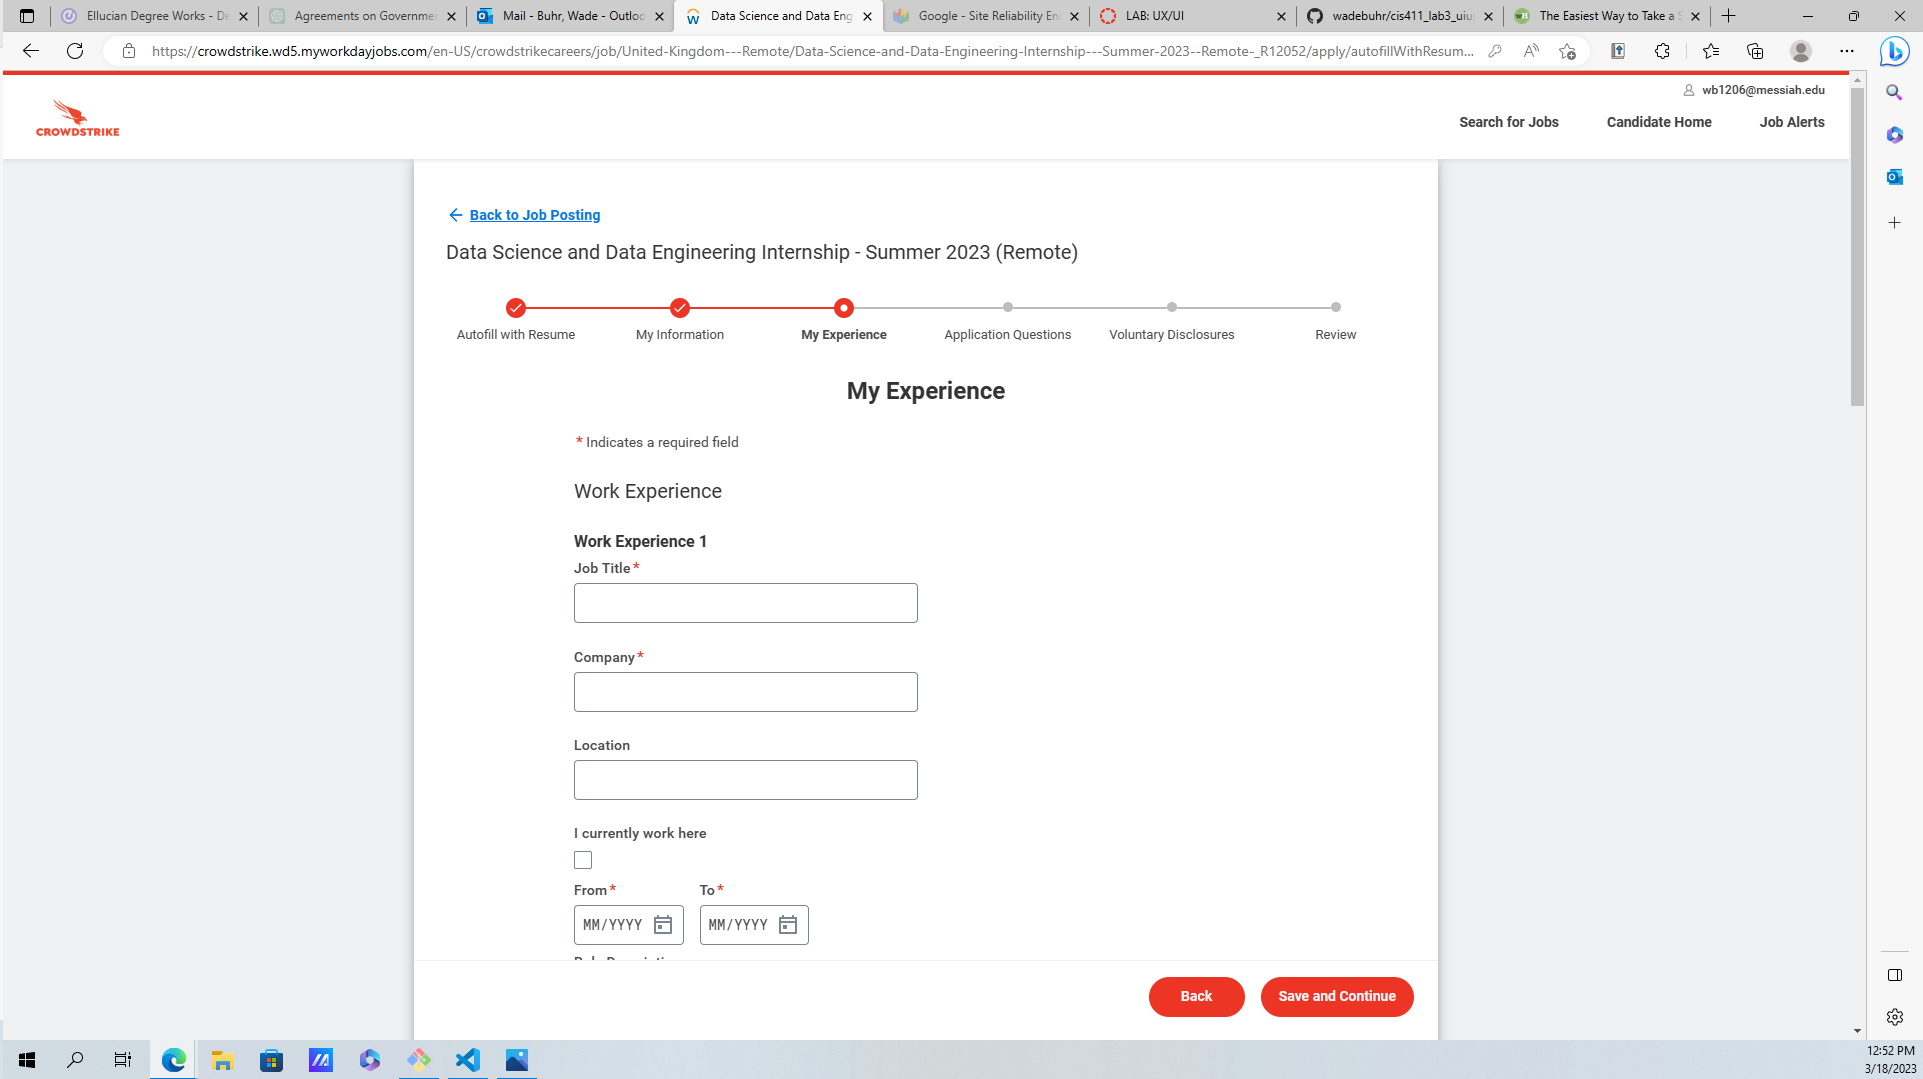 Ellucian Degree Works - De
Agreements on Governmen
Mail - Buhr, Wade - Outloo
Data Science and Data Eng
Google - Site Reliability En
LAB: UX/UI
wadebuhr/cis411_lab3_uiu
The Easiest Way to Take a S
https://crowdstrike.wd5.myworkdayjobs.com/en-US/crowdstrikecareers/job/United-Kingdom---Remote/Data-Science-and-Data-Engineering-Internship---Summer-2023--Remote-_R12052/apply/autofillWithResum...
wb1206@messiah.edu
CROWDSTRIKE
Search for Jobs
Candidate Home
Job Alerts
Back to Job Posting
Data Science and Data Engineering Internship - Summer 2023 (Remote)
Autofill with Resume
My Information
My Experience
Application Questions
Voluntary Disclosures
Review
My Experience
* Indicates a required field
Work Experience
Work Experience 1
Job Title*
Company*
Location
I currently work here
From*
To*
MM/YYYY
MM/YYYY
Back
Save and Continue
12:52 PM
3/18/2023